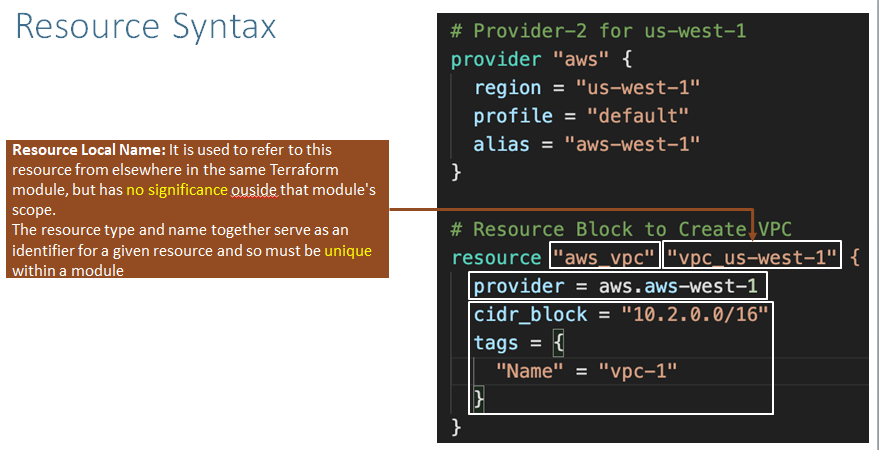 Resource Syntax
# Provider-2 for us-west-1
provider "aws" {
region = "us-west-1"
profile = "default"
alias = "aws-west-1"
}
Resource Local Name: It is used to refer to this
resource from elsewhere in the same Terraform
module, but has no significance ouside that module's
scope.
The resource type and name together serve as an
identifier for a given resource and so must be unique
within a module
# Resource Block to Create VPC
resource "aws_vpc" "vpc_us-west-1" {
provider = aws.aws-west-1
cidr_block = "10.2.0.0/16"
tags = {
"Name" = "vpc-1"
}
}